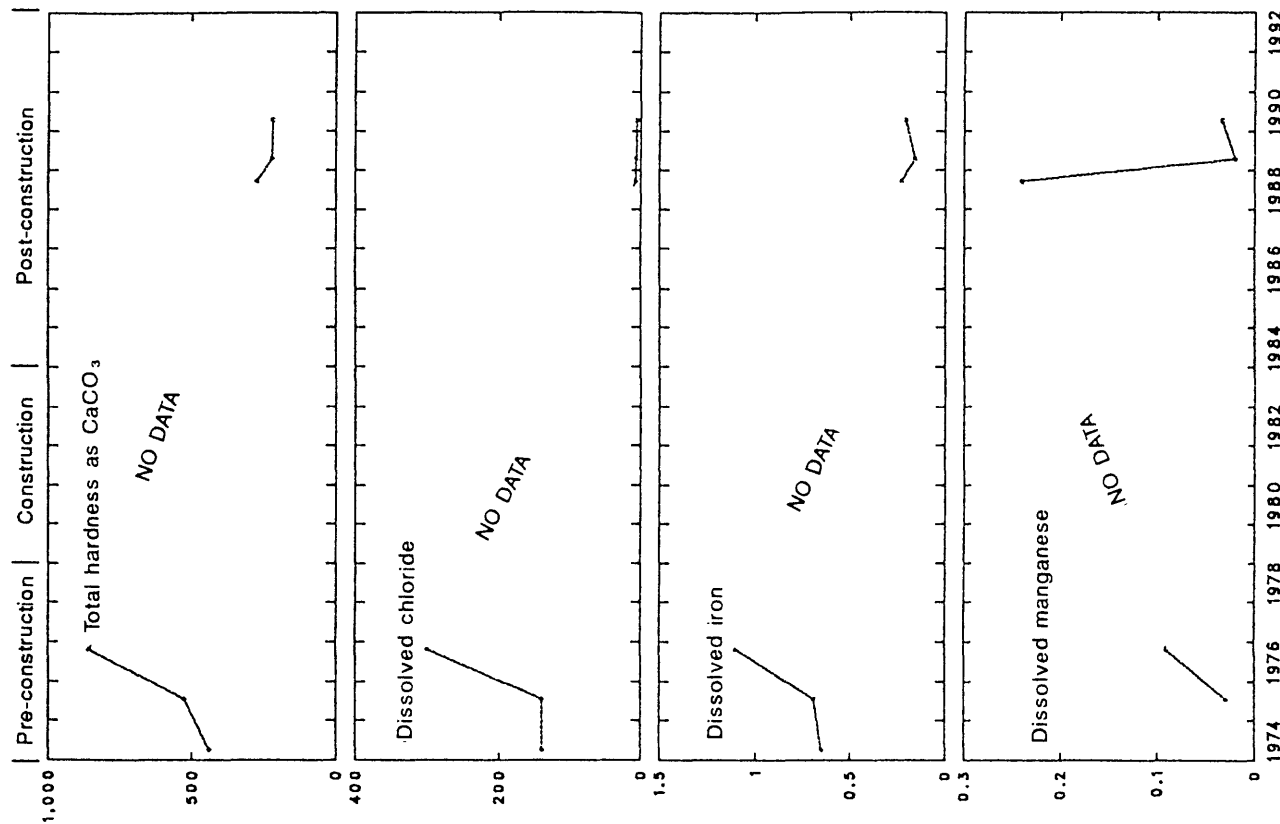 | Pre-construction | Construction | Post-construction
Total hardness as CaCO₃
NO DATA
1,000
500
0
Dissolved chloride
NO DATA
400
200
0
Dissolved iron
NO DATA
1.5
1
0.5
0
Dissolved manganese
NO DATA
0.3
0.2
0.1
0
1974 1976 1978 1980 1982 1984 1986 1988 1990 1992